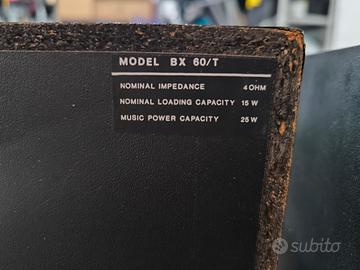 MODEL BX 60/T
NOMINAL IMPEDANCE 4 OHM
NOMINAL LOADING CAPACITY 15 W
MUSIC POWER CAPACITY 25 W
subito